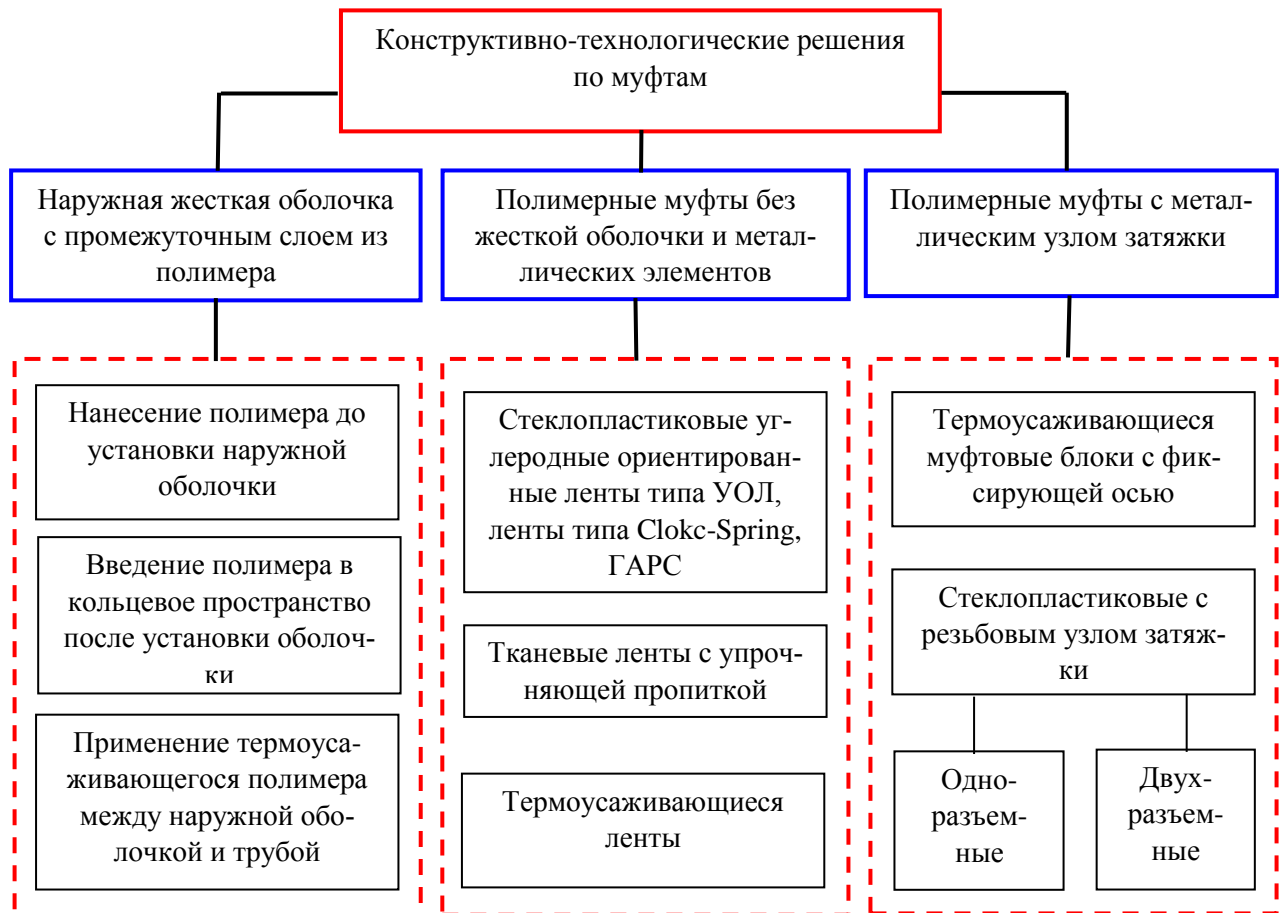 Конструктивно-технологические решения
по муфтам
Наружная жесткая оболочка
с промежуточным слоем из
полимера
Полимерные муфты без
жесткой оболочки и метал-
лических элементов
Полимерные муфты с метал-
лическим узлом затяжки
Нанесение полимера до
установки наружной
оболочки
Введение полимера в
кольцевое пространство
после установки оболоч-
ки
Применение термоуса-
живающегося полимера
между наружной обо-
лочкой и трубой
Стеклопластиковые уг-
леродные ориентирован-
ные ленты типа УОЛ,
ленты типа Clokc-Spring,
ГАРС
Тканевые ленты с упроч-
няющей пропиткой
Термоусаживающиеся
ленты
Термоусаживающиеся
муфтовые блоки с фик-
сирующей осью
Стеклопластиковые с
резьбовым узлом затяж-
ки
Одно-
разъем-
ные
Двух-
разъем-
ные